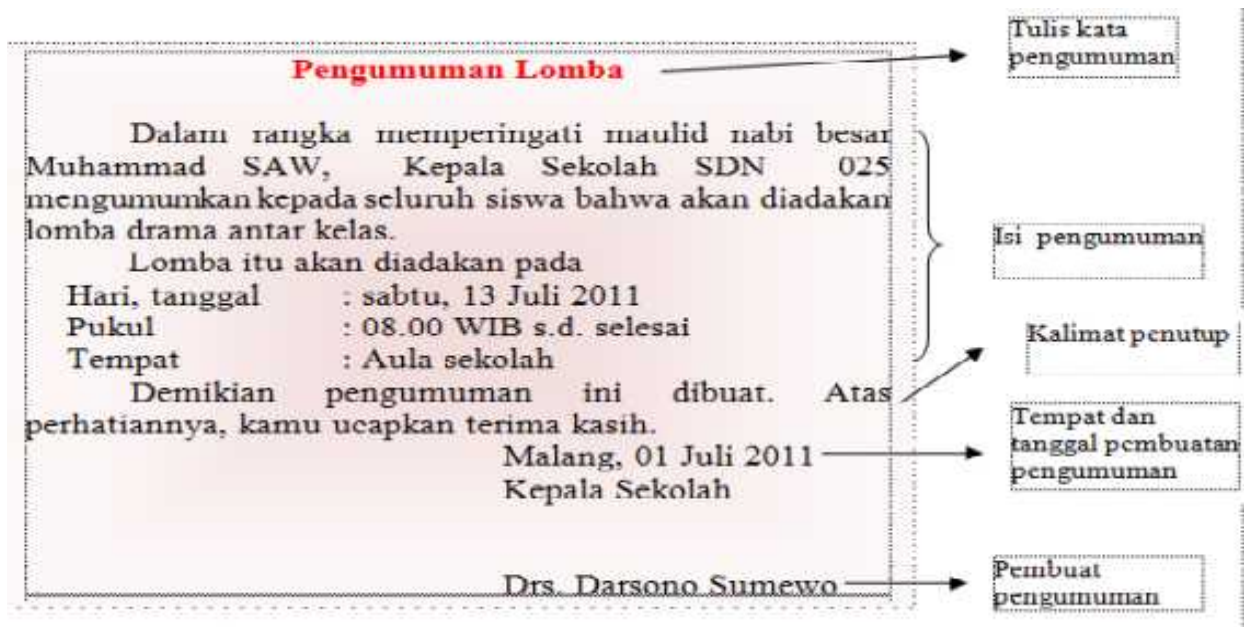 Pengumuman Lomba
Dalam rangka memperingati maulid nabi besar
Muhammad SAW, Kepala Sekolah SDN 025
mengumumkan kepada seluruh siswa bahwa akan diadakan
lomba drama antar kelas.
Lomba itu akan diadakan pada
Hari, tanggal : sabtu, 13 Juli 2011
Pukul : 08.00 WIB s.d. selesai
Tempat : Aula sekolah
Demikian pengumuman ini dibuat. Atas
perhatiannya, kamu ucapkan terima kasih.
Malang, 01 Juli 2011
Kepala Sekolah
Drs. Darsono Sumewo
Tulis kata
pengumuman
Isi pengumuman
Kalimat penutup
Tempat dan
tanggal pembuatan
pengumuman
Pembuat
pengumuman